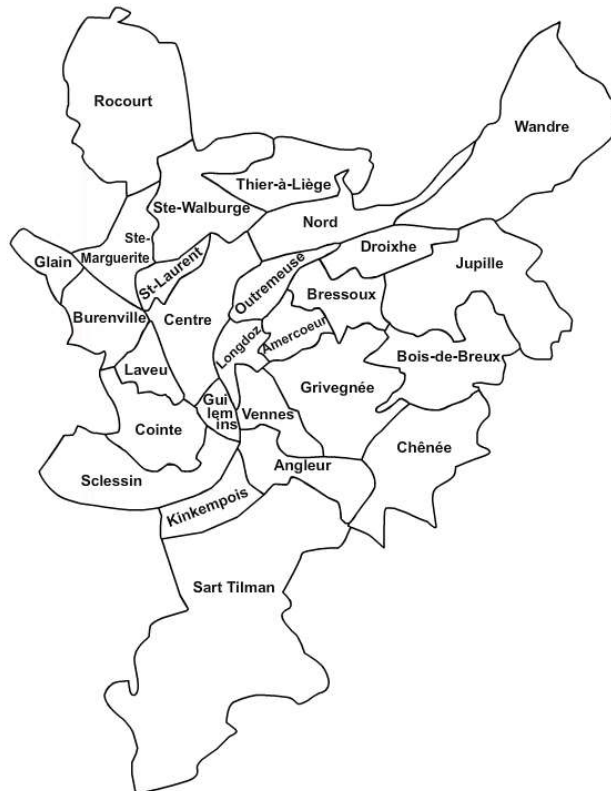 Rocourt
Wandre
Thier-à-Liège
Ste-Walburge
Nord
Ste-
Marguerite
Glain
St-Laurent
Droixhe
Jupille
Outremeuse
Bressoux
Burenville
Centre
Longdoz
Amercoeur
Bois-de-Breux
Laveu
Grivegnée
Gui
lem
ins
Vennes
Cointe
Chênée
Angleur
Sclessin
Kinkempois
Sart Tilman